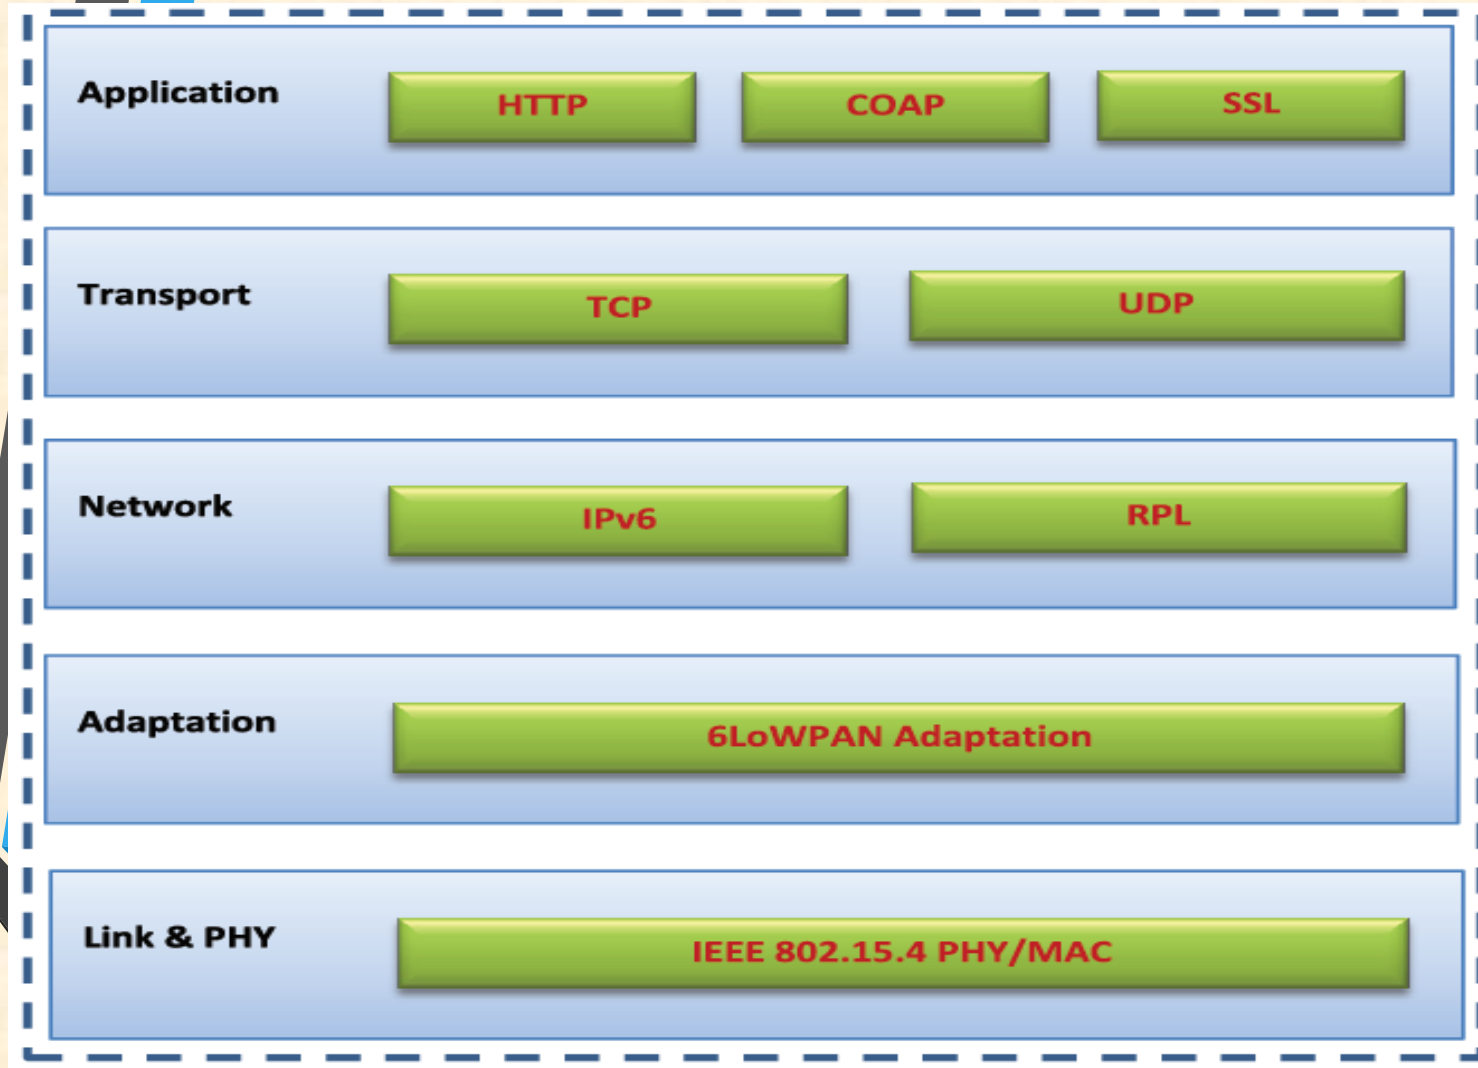 Application
HTTP
COAP
SSL
Transport
TCP
UDP
Network
IPv6
RPL
Adaptation
6LoWPAN Adaptation
Link & PHY
IEEE 802.15.4 PHY/MAC